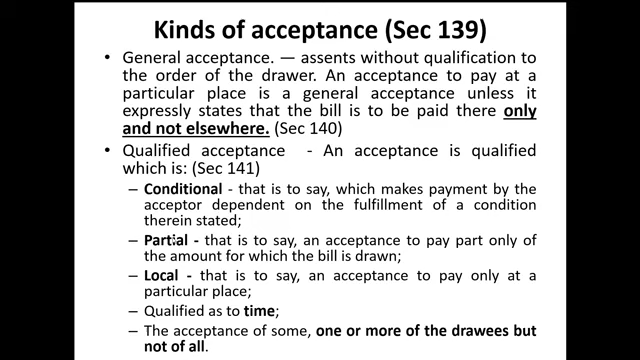 Kinds of acceptance (Sec 139)
• General acceptance. — assents without qualification to
the order of the drawer. An acceptance to pay at a
particular place is a general acceptance unless it
expressly states that the bill is to be paid there only
and not elsewhere. (Sec 140)
• Qualified acceptance - An acceptance is qualified
which is: (Sec 141)
– Conditional - that is to say, which makes payment by the
acceptor dependent on the fulfillment of a condition
therein stated;
– Partial - that is to say, an acceptance to pay part only of
the amount for which the bill is drawn;
– Local - that is to say, an acceptance to pay only at a
particular place;
– Qualified as to time;
– The acceptance of some, one or more of the drawees but
not of all.